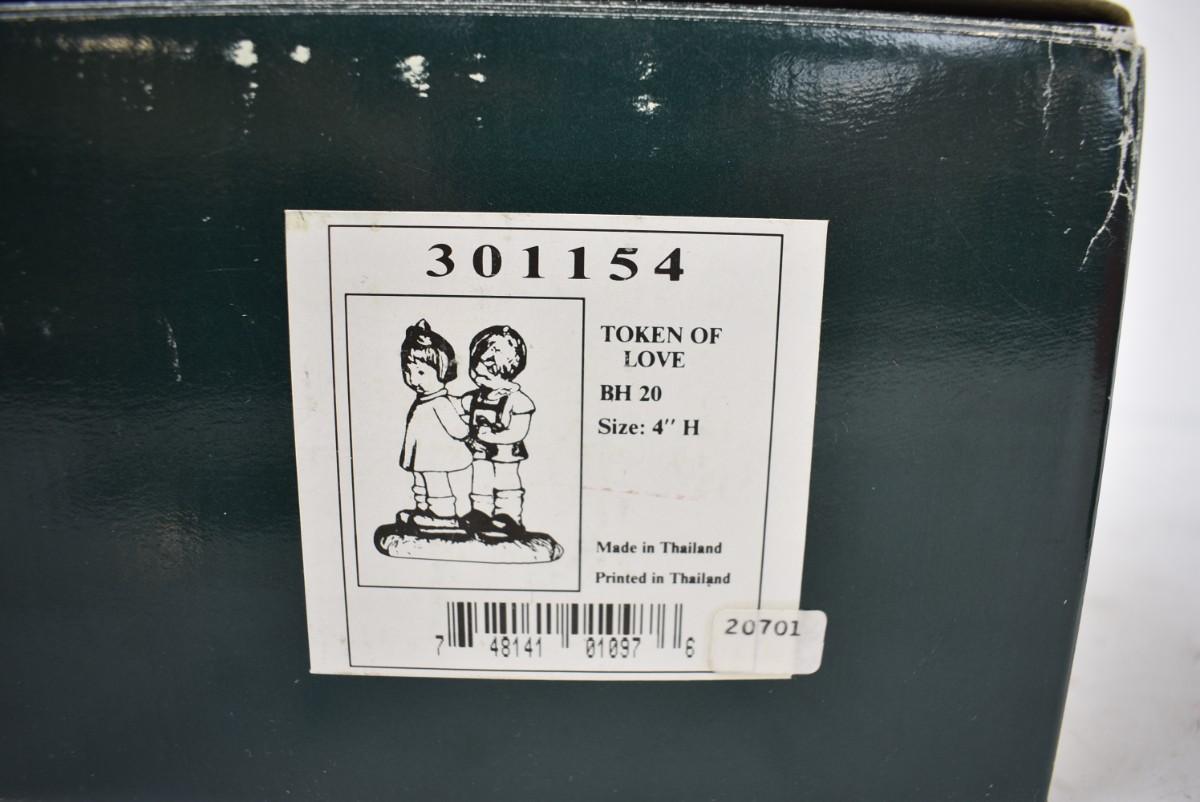 301154
TOKEN OF
LOVE
BH 20
Size: 4" H
Made in Thailand
Printed in Thailand
7 48141 01097 6
20701